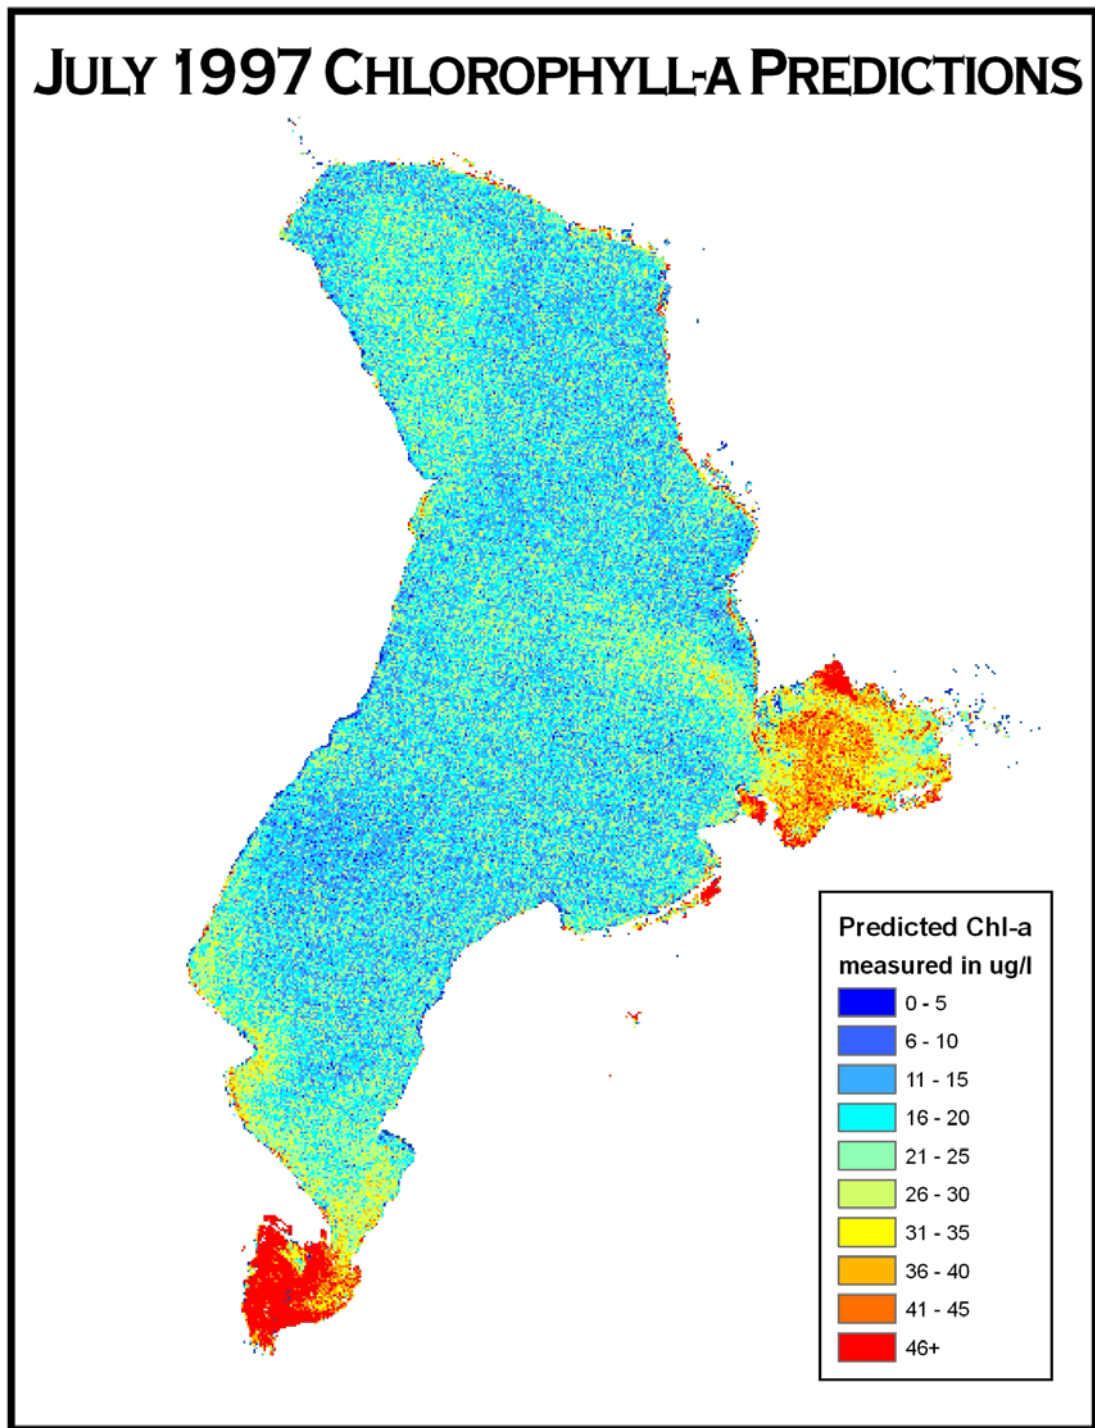 JULY 1997 CHLOROPHYLL-A PREDICTIONS
Predicted Chl-a
measured in ug/l
0 - 5
6 - 10
11 - 15
16 - 20
21 - 25
26 - 30
31 - 35
36 - 40
41 - 45
46+